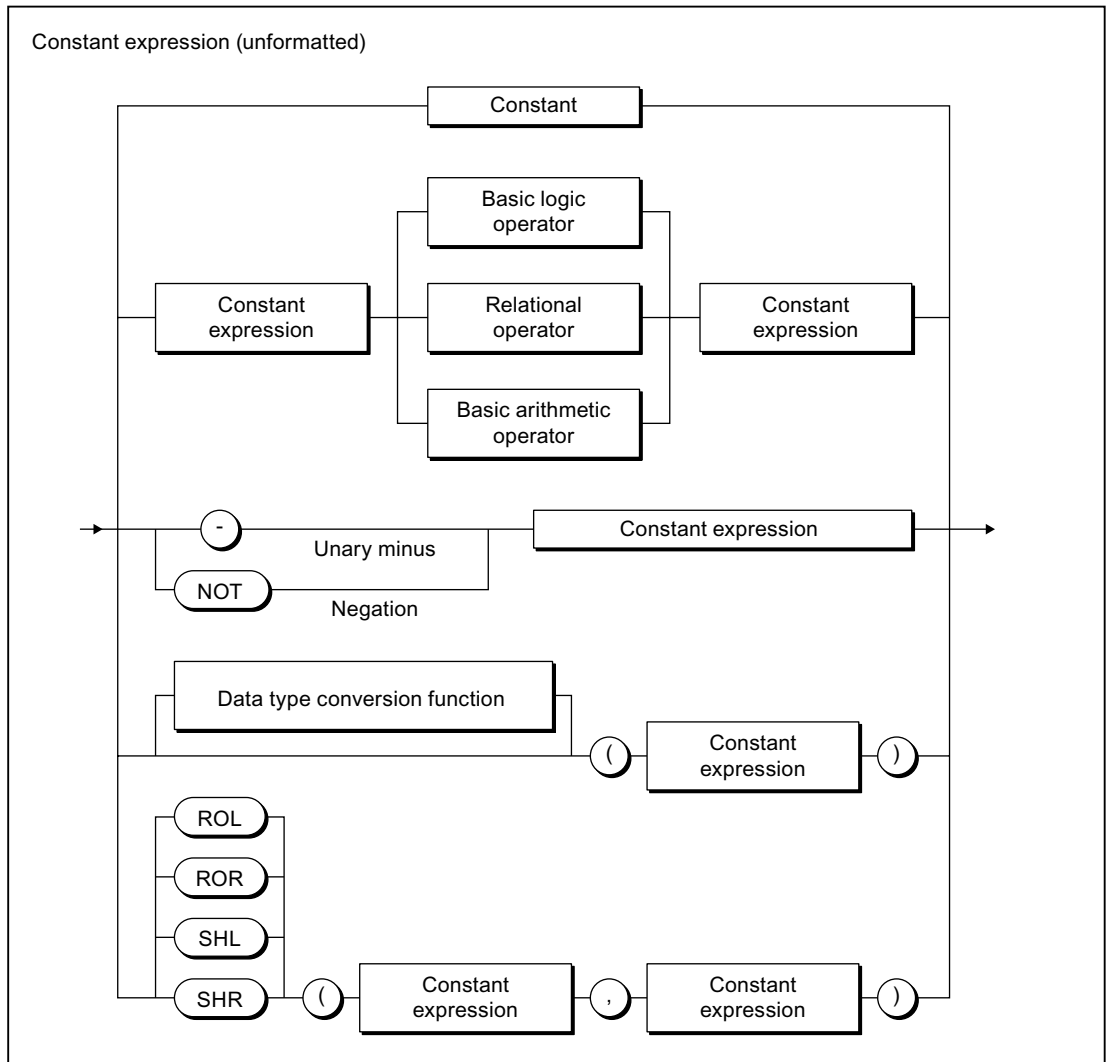 Constant expression (unformatted)
Constant
Basic logic
operator
Constant
expression
Relational
operator
Constant
expression
Basic arithmetic
operator
-
Unary minus
Constant expression
NOT
Negation
Data type conversion function
(
Constant
expression
)
ROL
ROR
SHL
SHR
(
Constant
expression
,
Constant
expression
)